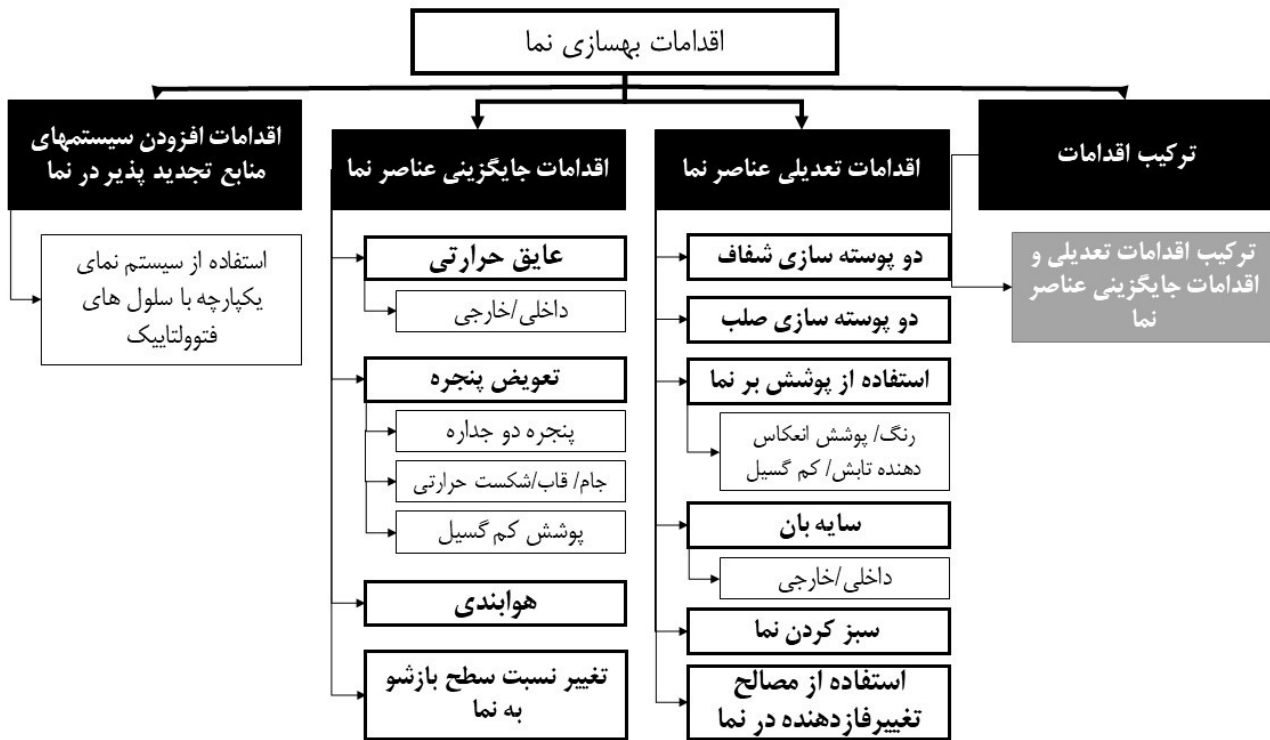 اقدامات بهسازی نما
ترکیب اقدامات
ترکیب اقدامات تعدیلی و
اقدامات جایگزینی عناصر
نما
اقدامات تعدیلی عناصر نما
دو پوسته سازی شفاف
دو پوسته سازی صلب
استفاده از پوشش بر نما
رنگ/ پوشش انعکاس
دهنده تابش/ کم گسیل
سایه بان
داخلی/خارجی
سبز کردن نما
استفاده از مصالح
تغییرفازدهنده در نما
اقدامات جایگزینی عناصر نما
عایق حرارتی
داخلی/خارجی
تعویض پنجره
پنجره دو جداره
جام/ قاب/شکست حرارتی
پوشش کم گسیل
هوابندی
تغییر نسبت سطح بازشو
به نما
اقدامات افزودن سیستمهای
منابع تجدید پذیر در نما
استفاده از سیستم نمای
یکپارچه با سلول های
فتوولتاییک